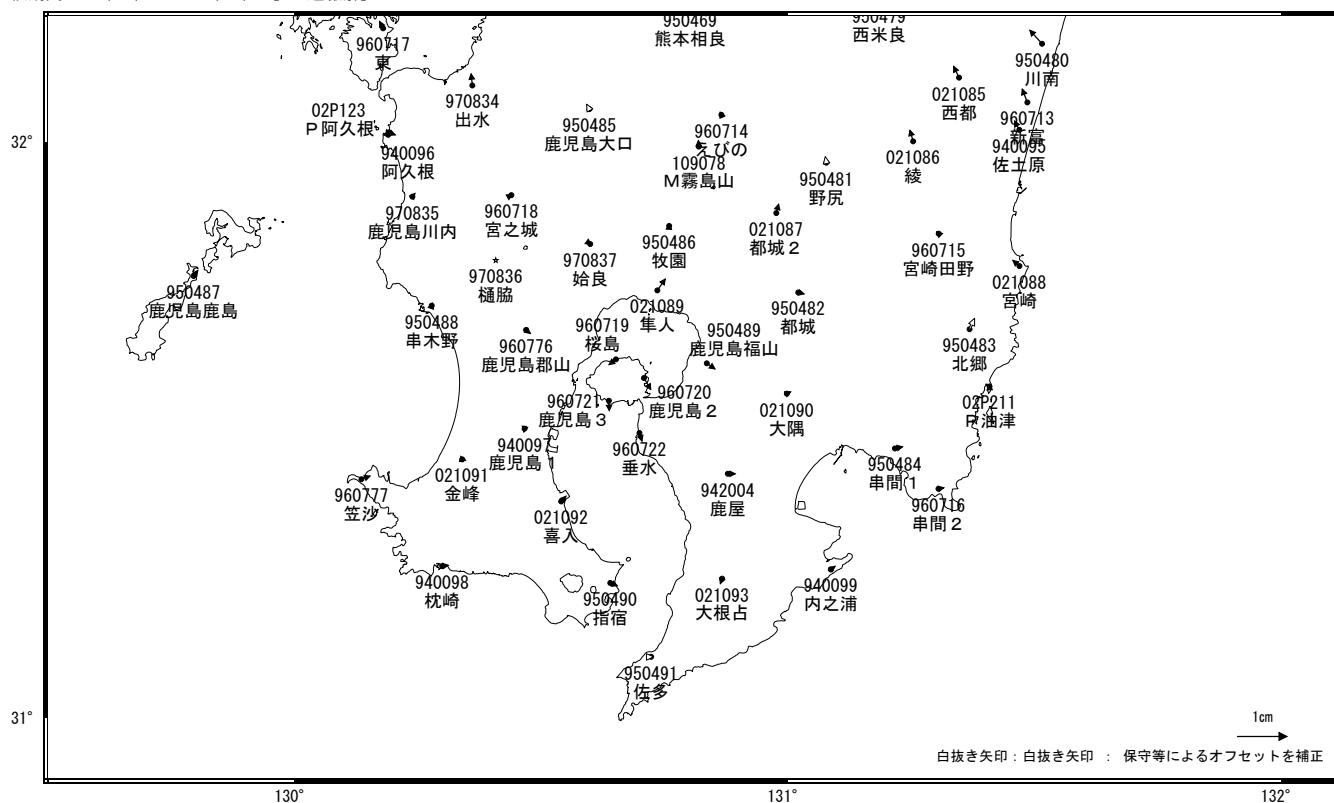 950469
熊本相良
950479
西米良
960717
東
950480
川南
970834
出水
021085
西都
02P123
Ｐ阿久根
960713
新富
950485
鹿児島大口
960714
えびの
32°
940095
佐土原
021086
綾
940096
阿久根
109078
Ｍ霧島山
950481
野尻
970835
鹿児島川内
960718
宮之城
021087
都城２
950486
牧園
960715
宮崎田野
970837
姶良
970836
樋脇
021088
宮崎
950487
鹿児島鹿島
021089
隼人
950482
都城
950488
串木野
960719
桜島
950489
鹿児島福山
950483
北郷
960776
鹿児島郡山
960720
鹿児島２
960721
鹿児島３
021090
大隅
02P211
Ｐ油津
940097
鹿児島１
960722
垂水
950484
串間１
021091
金峰
942004
鹿屋
960777
笠沙
960716
串間２
021092
喜入
940098
枕崎
950490
指宿
021093
大根占
940099
内之浦
950491
佐多
31°
1cm
白抜き矢印：白抜き矢印 ： 保守等によるオフセットを補正
130°
131°
132°